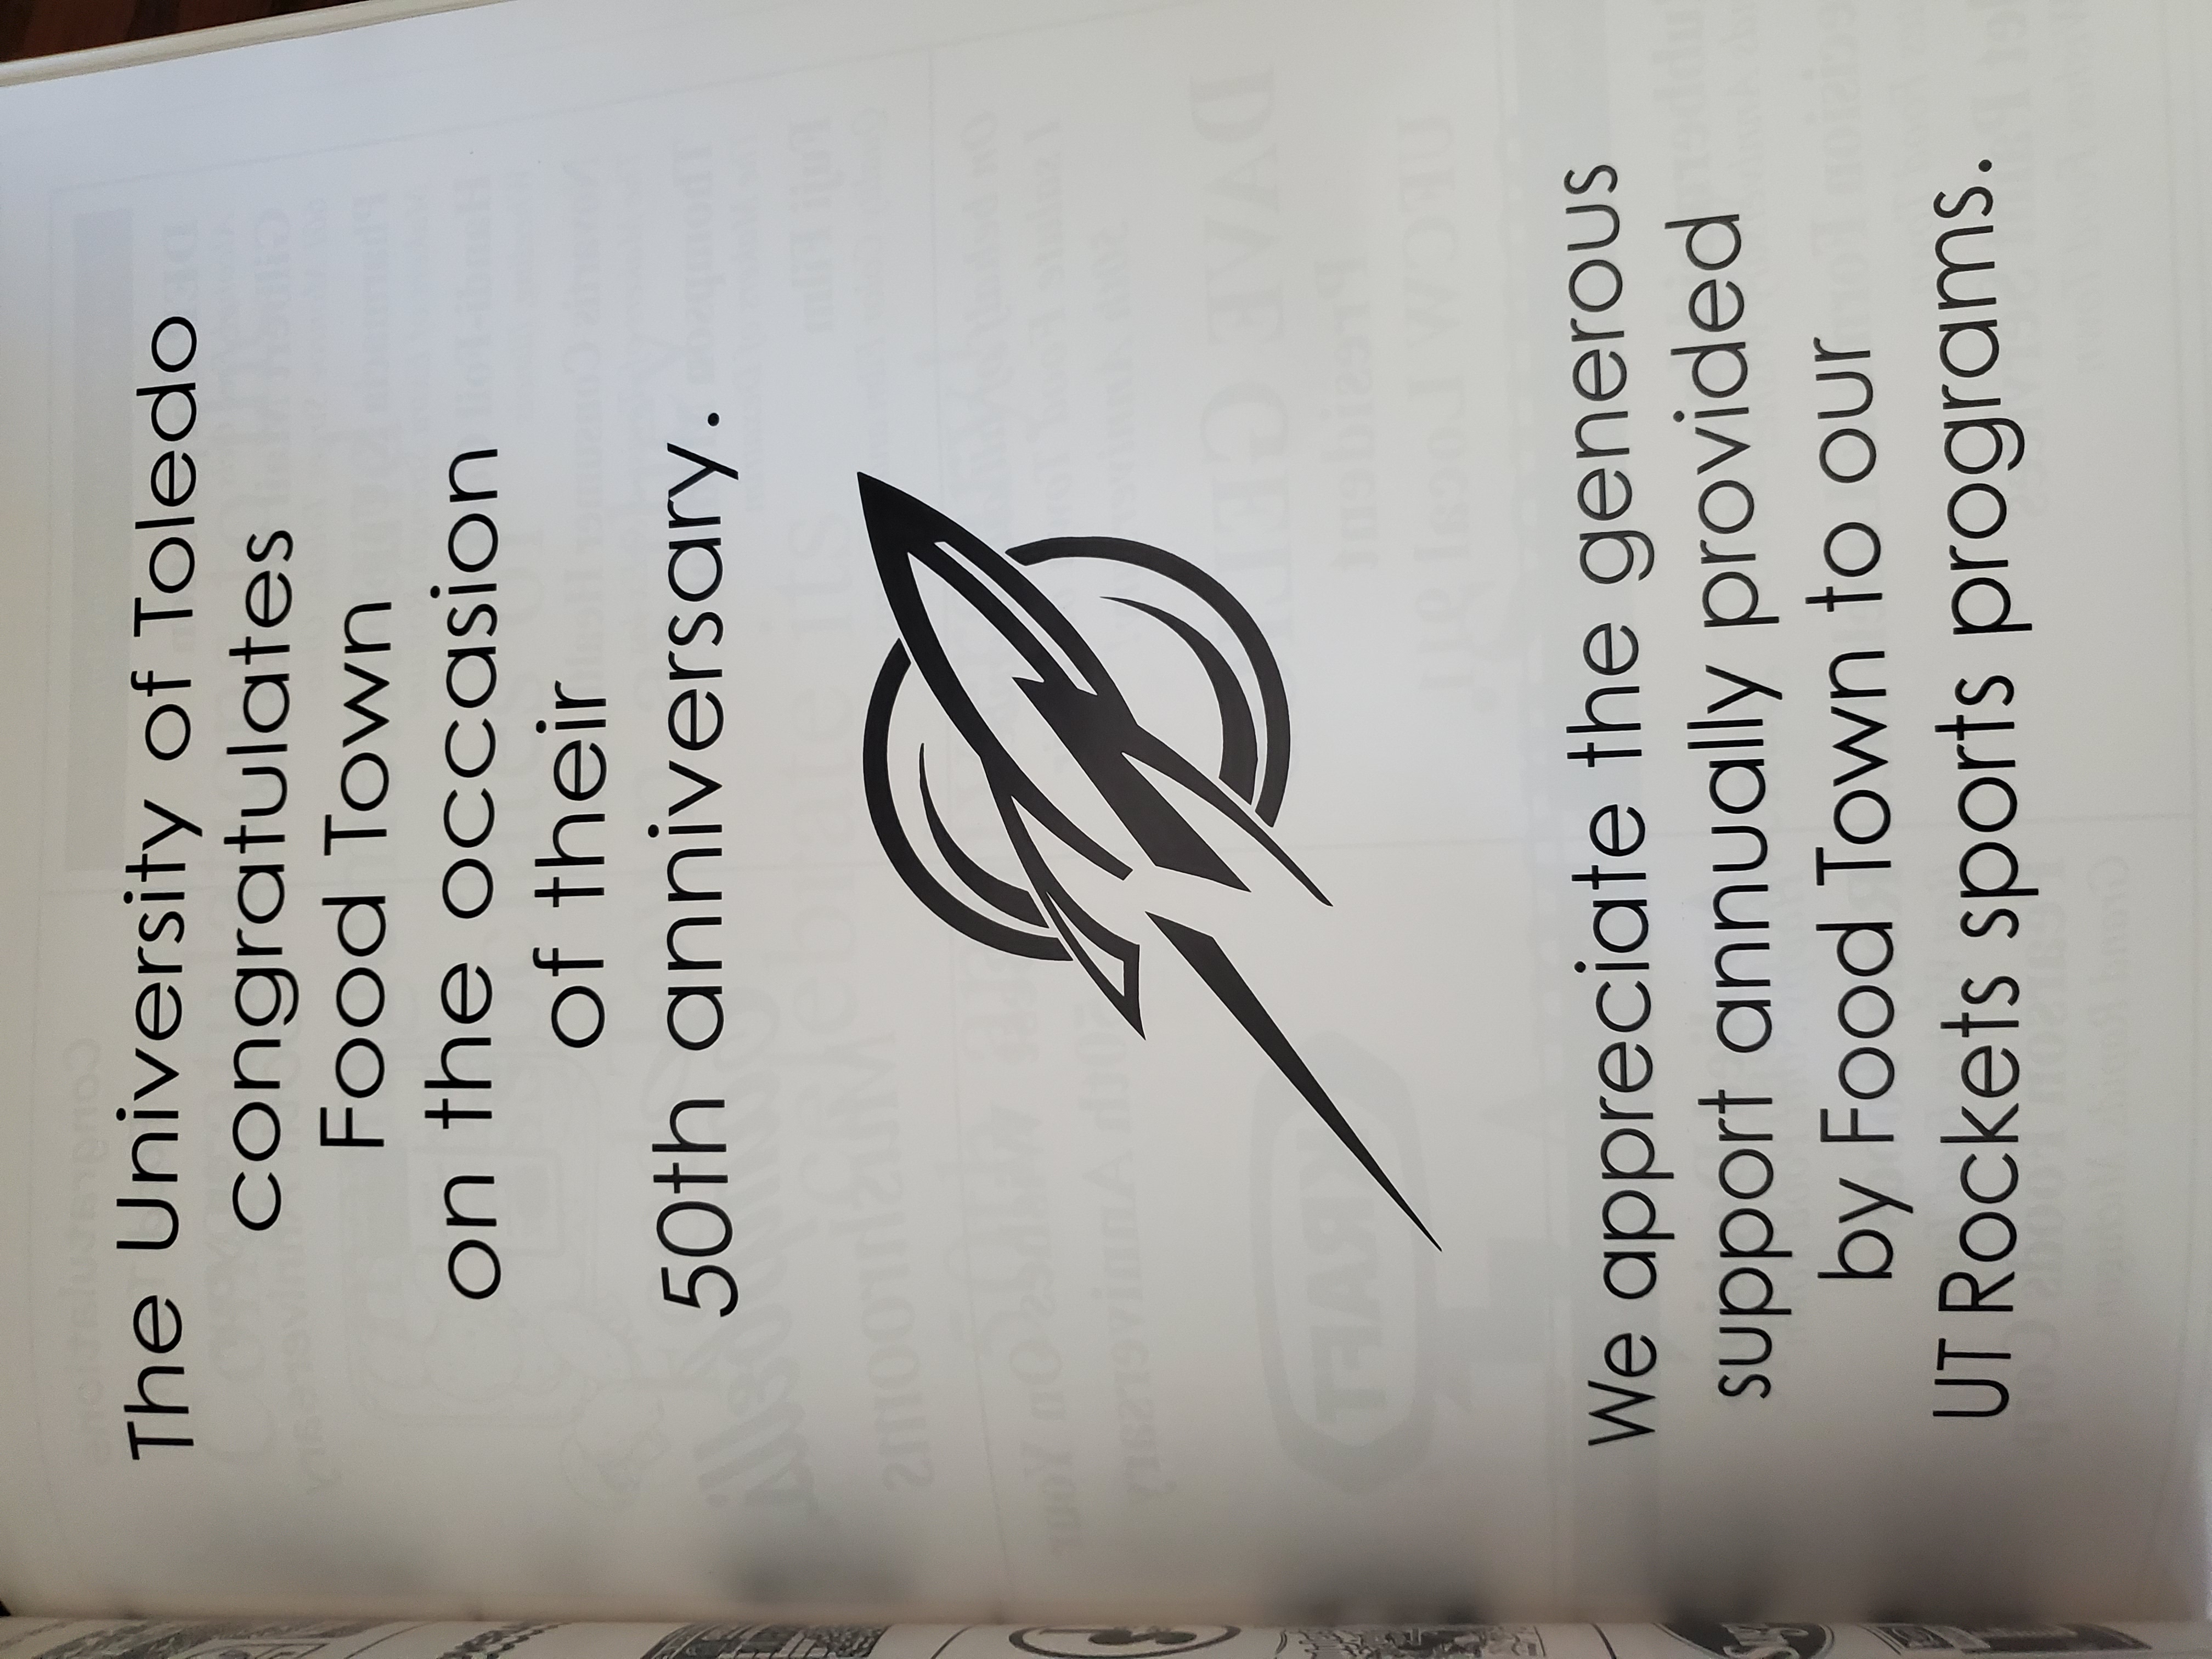 The University of Toledo
congratulates
Food Town
on the occasion
of their
50th anniversary.
We appreciate the generous
support annually provided
by Food Town to our
UT Rockets sports programs.